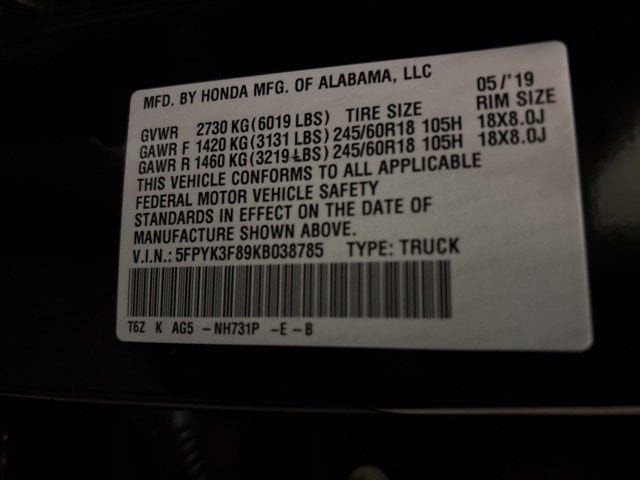 MFD. BY HONDA MFG. OF ALABAMA, LLC 05/'19
GVWR 2730 KG(6019 LBS) TIRE SIZE RIM SIZE
GAWR F 1420 KG(3131 LBS) 245/60R18 105H 18X8.0J
GAWR R 1460 KG(3219 LBS) 245/60R18 105H 18X8.0J
THIS VEHICLE CONFORMS TO ALL APPLICABLE
FEDERAL MOTOR VEHICLE SAFETY
STANDARDS IN EFFECT ON THE DATE OF
MANUFACTURE SHOWN ABOVE.
V.I.N.: 5FPYK3F89KB038785 TYPE: TRUCK
T6Z K AG5 -NH731P -E -B